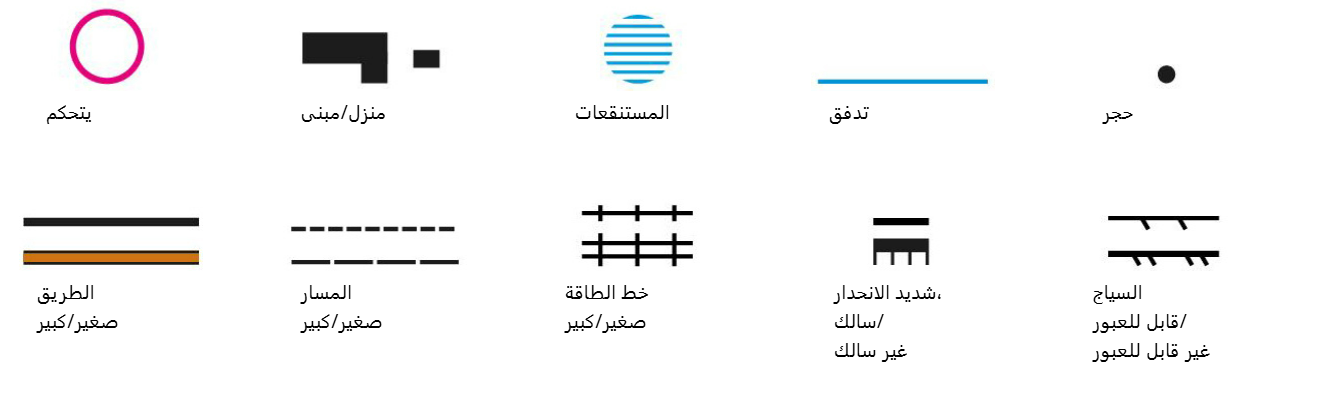 يتحكم
منزل/مبنى
المستنقعات
تدفق
حجر
الطريق
صغير/كبير
المسار
صغير/كبير
خط الطاقة
صغير/كبير
شديد الانحدار،
سالك/
غير سالك
السياج
قابل للعبور/
غير قابل للعبور